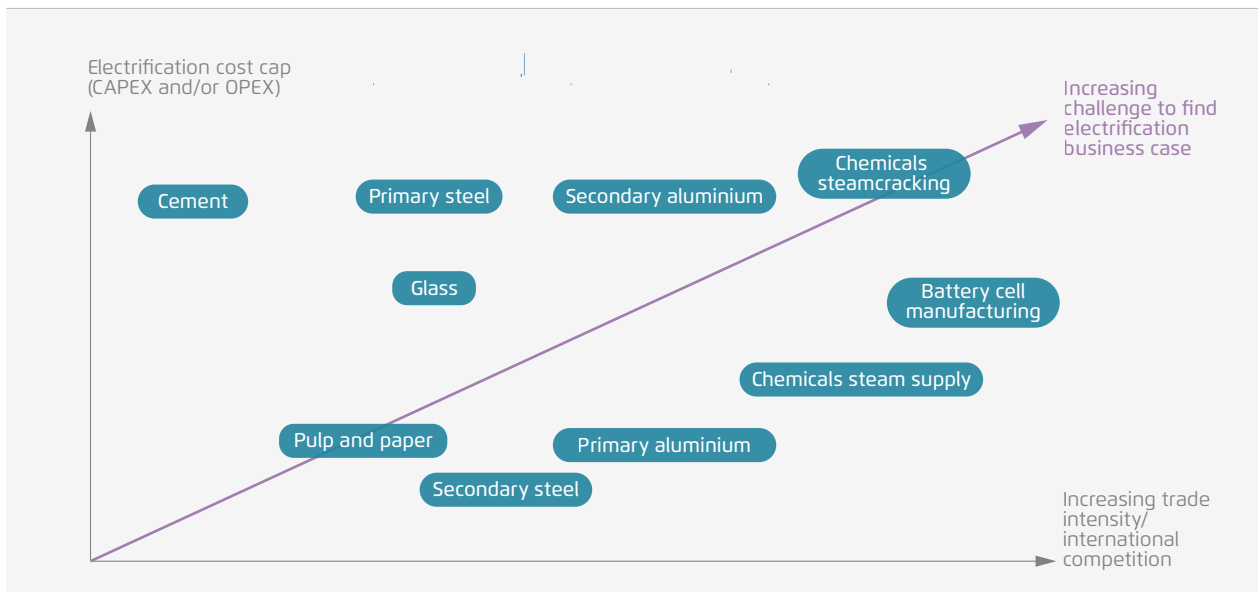 Electrification cost cap
(CAPEX and/or OPEX)
Increasing
challenge to find
electrification
business case
Chemicals
steamcracking
Cement
Primary steel
Secondary aluminium
Glass
Battery cell
manufacturing
Chemicals steam supply
Pulp and paper
Primary aluminium
Secondary steel
Increasing trade
intensity/
international
competition